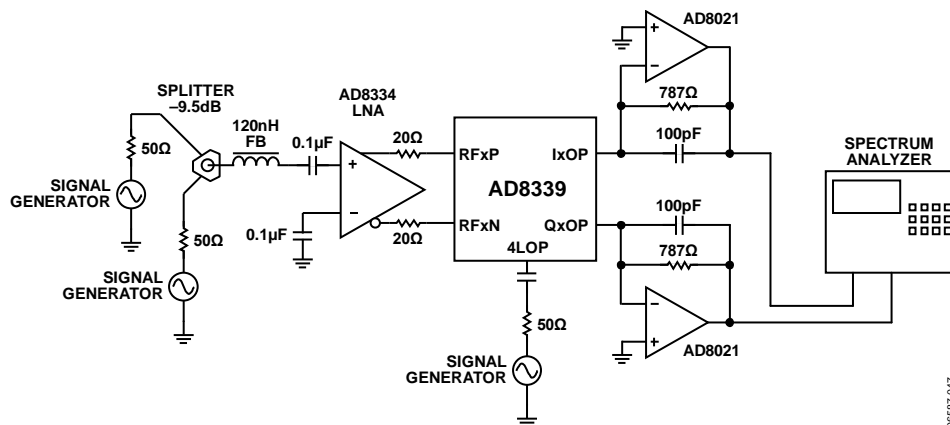 AD8021
787Ω
100pF
SPLITTER
–9.5dB
AD8334
LNA
120nH
FB
0.1µF
20Ω
50Ω
SIGNAL
GENERATOR
RFxP
IxOP
AD8339
RFxN
QxOP
4LOP
SPECTRUM
ANALYZER
0.1µF
20Ω
50Ω
SIGNAL
GENERATOR
100pF
787Ω
50Ω
SIGNAL
GENERATOR
AD8021